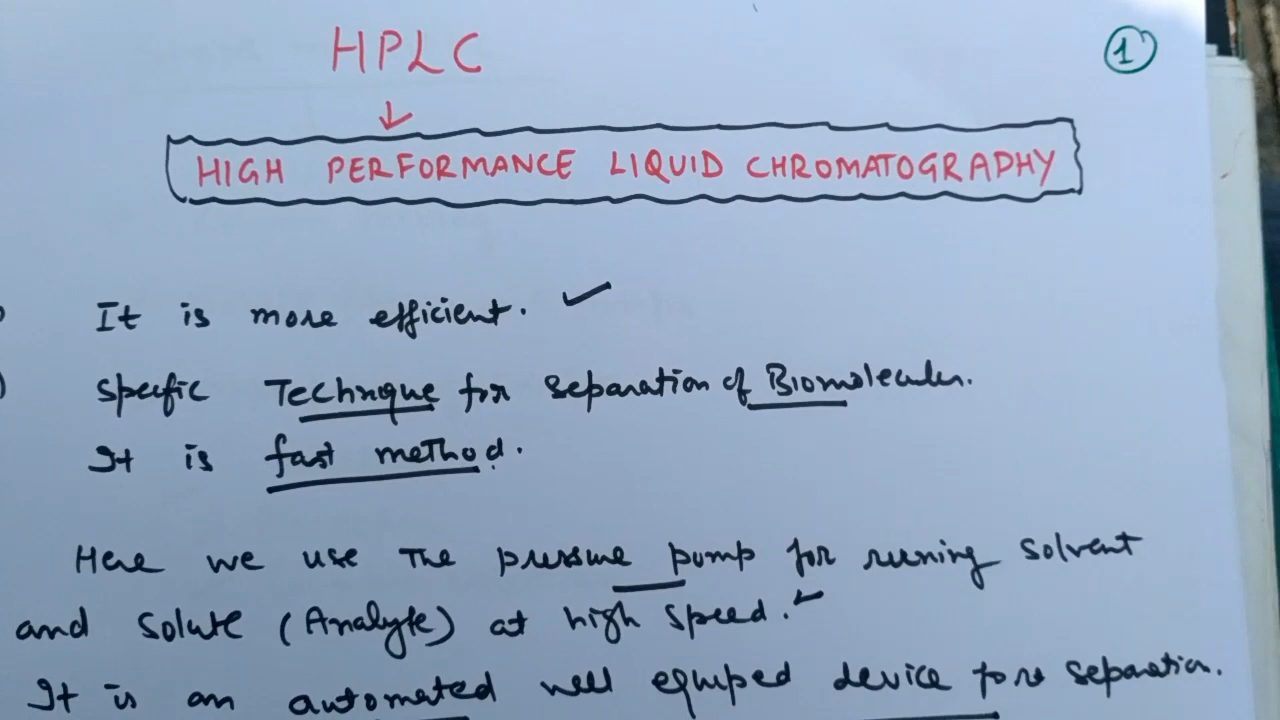 HPLC
1
HIGH PERFORMANCE LIQUID CHROMATOGRAPHY
It is more efficient.
Spefic Technique for separation of Biomolecules.
It is fast method.
Here we use The pressure pump for runing solvent
and solute (Analyte) at high speed.
It is an automated well equiped device for separation.